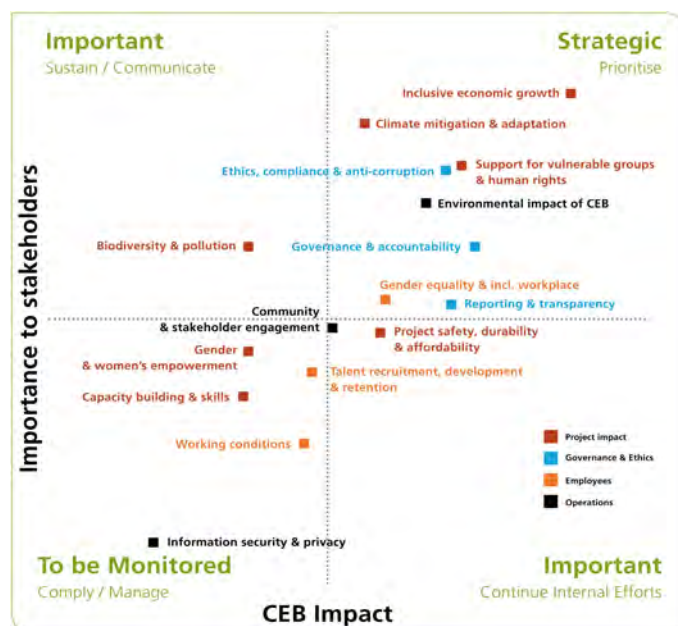 Important
Sustain / Communicate
Strategic
Prioritise
Inclusive economic growth
Climate mitigation & adaptation
Ethics, compliance & anti-corruption
Support for vulnerable groups
& human rights
Environmental impact of CEB
Biodiversity & pollution
Governance & accountability
Gender equality & incl. workplace
Reporting & transparency
Community
& stakeholder engagement
Project safety, durability
& affordability
Gender
& women's empowerment
Talent recruitment, development
& retention
Capacity building & skills
Working conditions
Information security & privacy
Project impact
Governance & Ethics
Employees
Operations
To be Monitored
Comply / Manage
Important
Continue Internal Efforts
Importance to stakeholders
CEB Impact